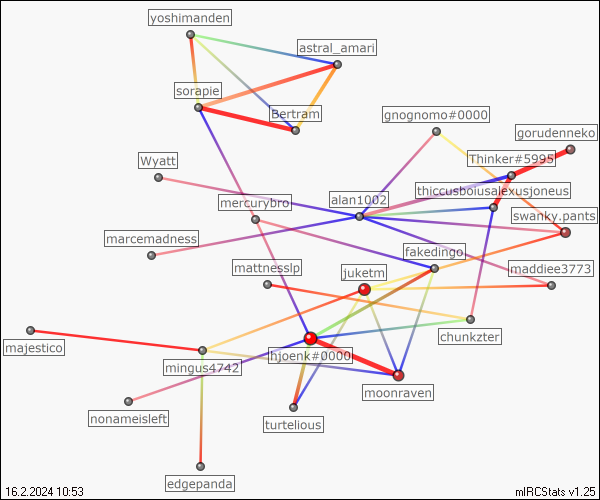 yoshimanden
astral_amari
sorapie
Bertram
gnognomo#0000
gorudenneko
Thinker#5995
Wyatt
thiccusboiusalexusjoneus
alan1002
mercurybro
swanky.pants
marcemadness
fakedingo
mattnesslp
juketm
maddiee3773
chunkzter
majestico
hjoenk#0000
mingus4742
moonraven
nonameisleft
turtelious
edgepanda
16.2.2024 10:53
mIRCStats v1.25